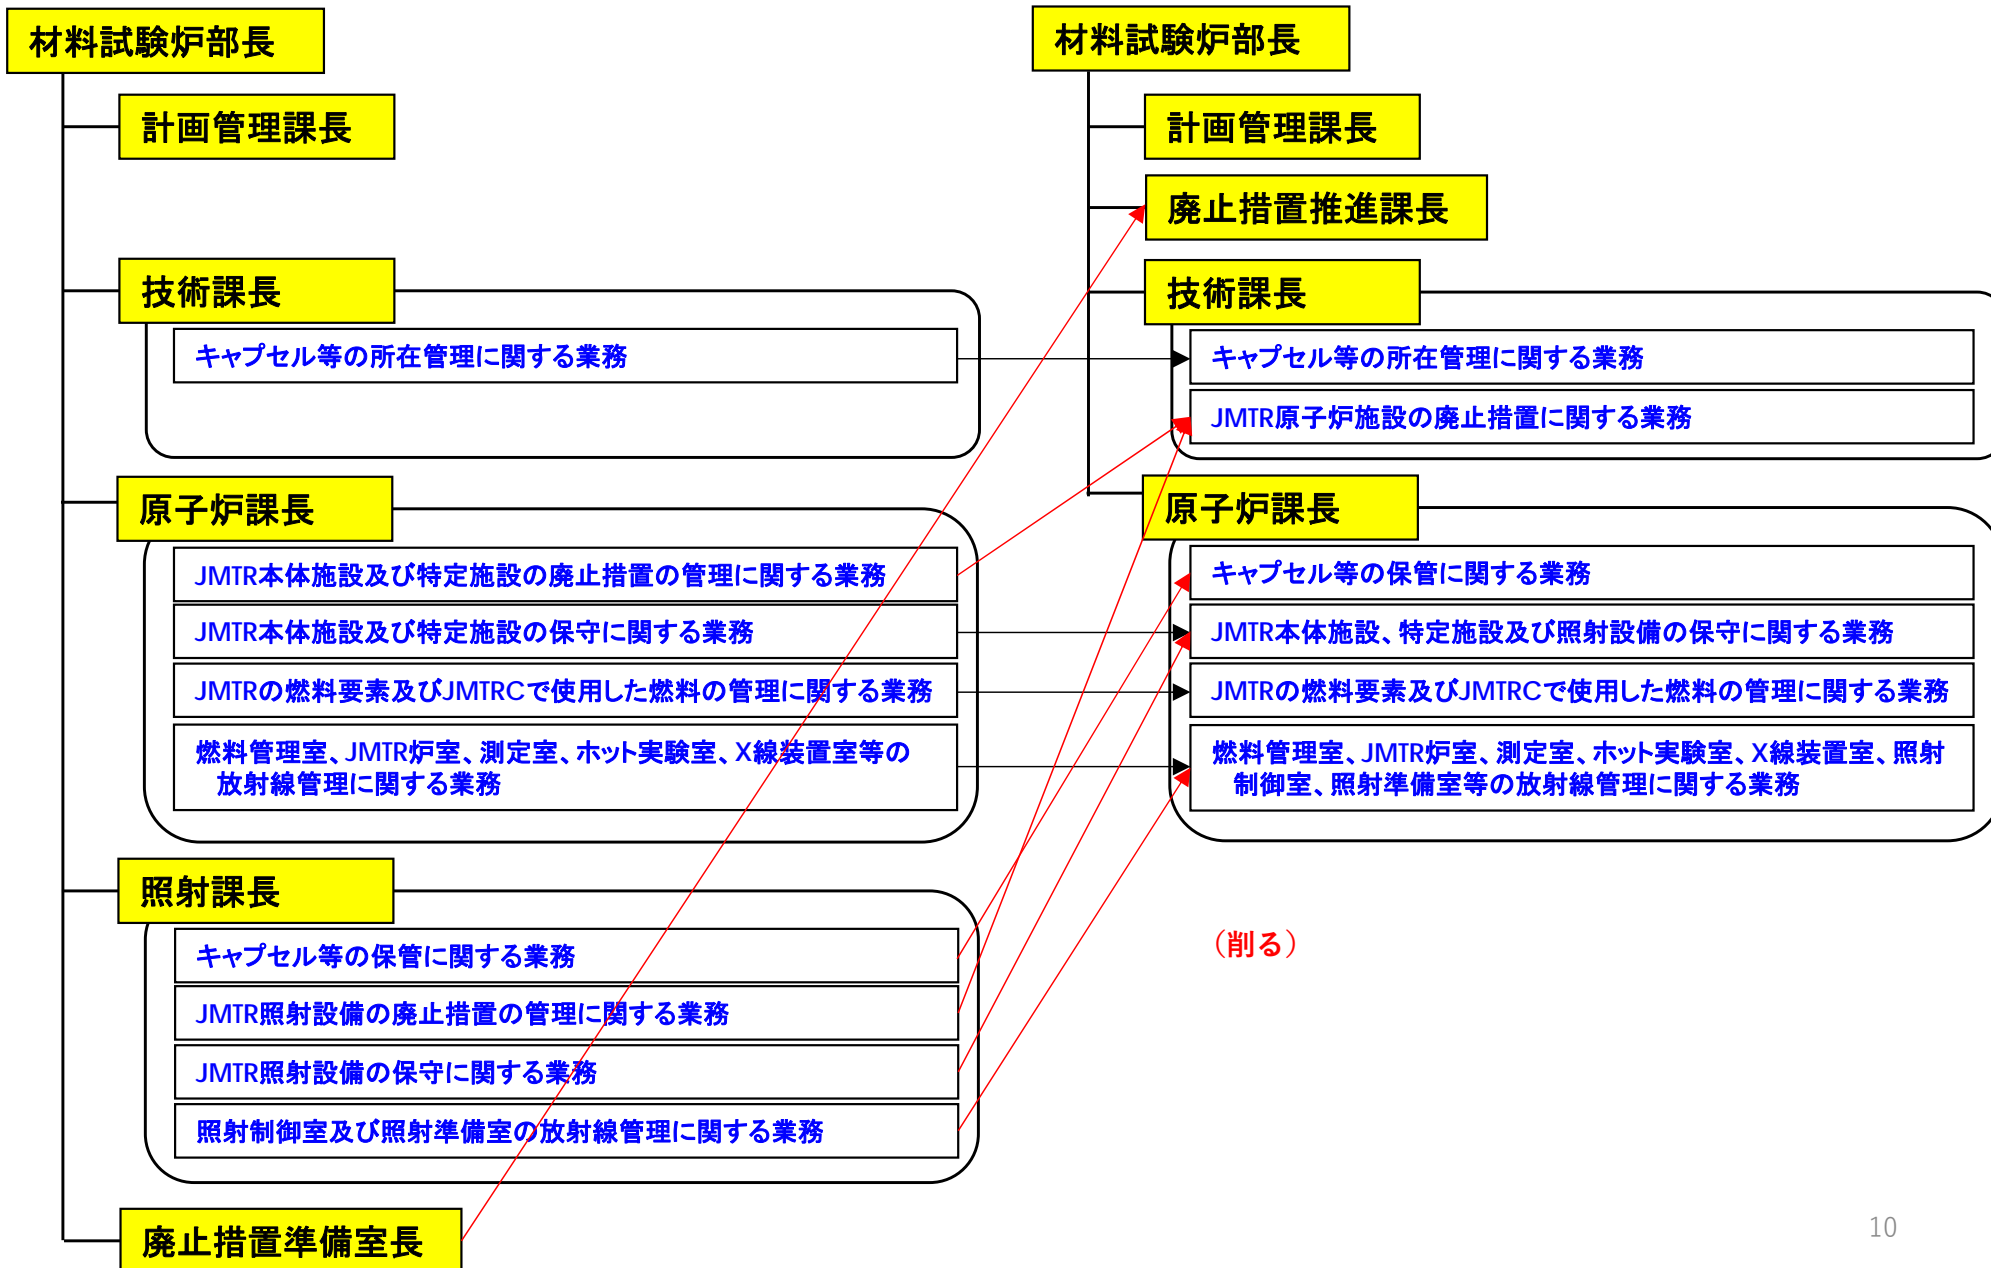 材料試験炉部長
計画管理課長
技術課長
キャプセル等の所在管理に関する業務
原子炉課長
JMTR本体施設及び特定施設の廃止措置の管理に関する業務
JMTR本体施設及び特定施設の保守に関する業務
JMTRの燃料要素及びJMTRCで使用した燃料の管理に関する業務
燃料管理室、JMTR炉室、測定室、ホット実験室、X線装置室等の
放射線管理に関する業務
照射課長
キャプセル等の保管に関する業務
JMTR照射設備の廃止措置の管理に関する業務
JMTR照射設備の保守に関する業務
照射制御室及び照射準備室の放射線管理に関する業務
廃止措置準備室長
材料試験炉部長
計画管理課長
廃止措置推進課長
技術課長
キャプセル等の所在管理に関する業務
JMTR原子炉施設の廃止措置に関する業務
原子炉課長
キャプセル等の保管に関する業務
JMTR本体施設、特定施設及び照射設備の保守に関する業務
JMTRの燃料要素及びJMTRCで使用した燃料の管理に関する業務
燃料管理室、JMTR炉室、測定室、ホット実験室、X線装置室、照射
制御室、照射準備室等の放射線管理に関する業務
（削る）
10